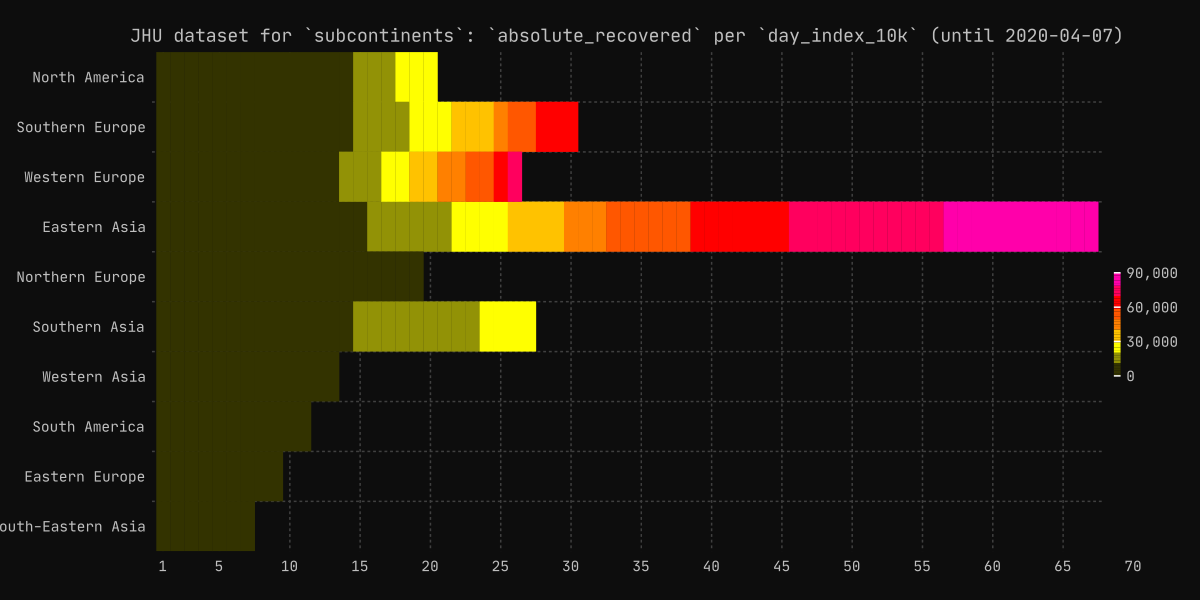 JHU dataset for `subcontinents`: `absolute_recovered` per `day_index_10k` (until 2020-04-07)
North America
Southern Europe
Western Europe
Eastern Asia
Northern Europe
Southern Asia
Western Asia
South America
Eastern Europe
outh-Eastern Asia
90,000
60,000
30,000
0
1 5 10 15 20 25 30 35 40 45 50 55 60 65 70